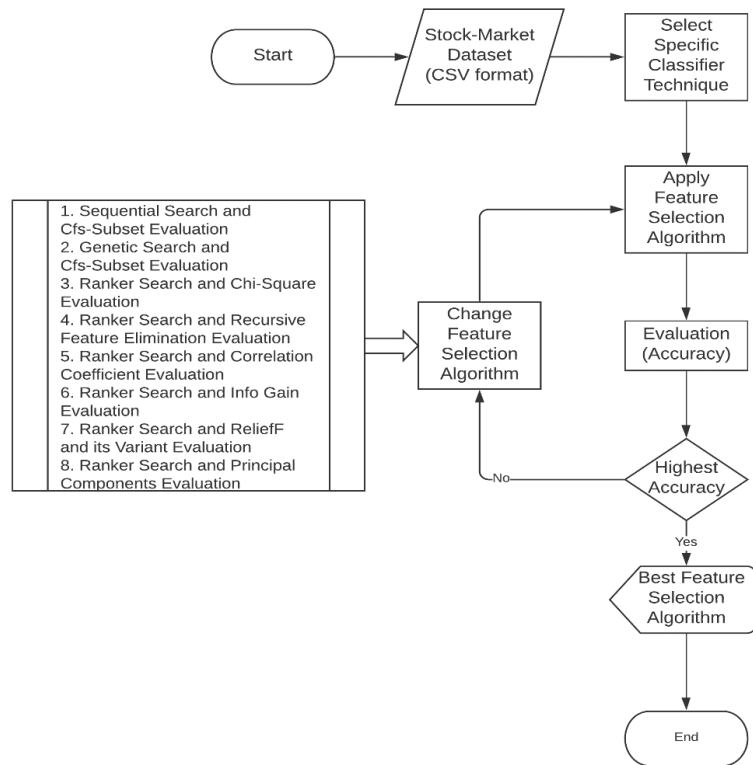 Start
Stock-Market
Dataset
(CSV format)
Select
Specific
Classifier
Technique
Apply
Feature
Selection
Algorithm
1. Sequential Search and
Cfs-Subset Evaluation
2. Genetic Search and
Cfs-Subset Evaluation
3. Ranker Search and Chi-Square
Evaluation
4. Ranker Search and Recursive
Feature Elimination Evaluation
5. Ranker Search and Correlation
Coefficient Evaluation
6. Ranker Search and Info Gain
Evaluation
7. Ranker Search and ReliefF
and its Variant Evaluation
8. Ranker Search and Principal
Components Evaluation
Change
Feature
Selection
Algorithm
Evaluation
(Accuracy)
Highest
Accuracy
No
Yes
Best Feature
Selection
Algorithm
End